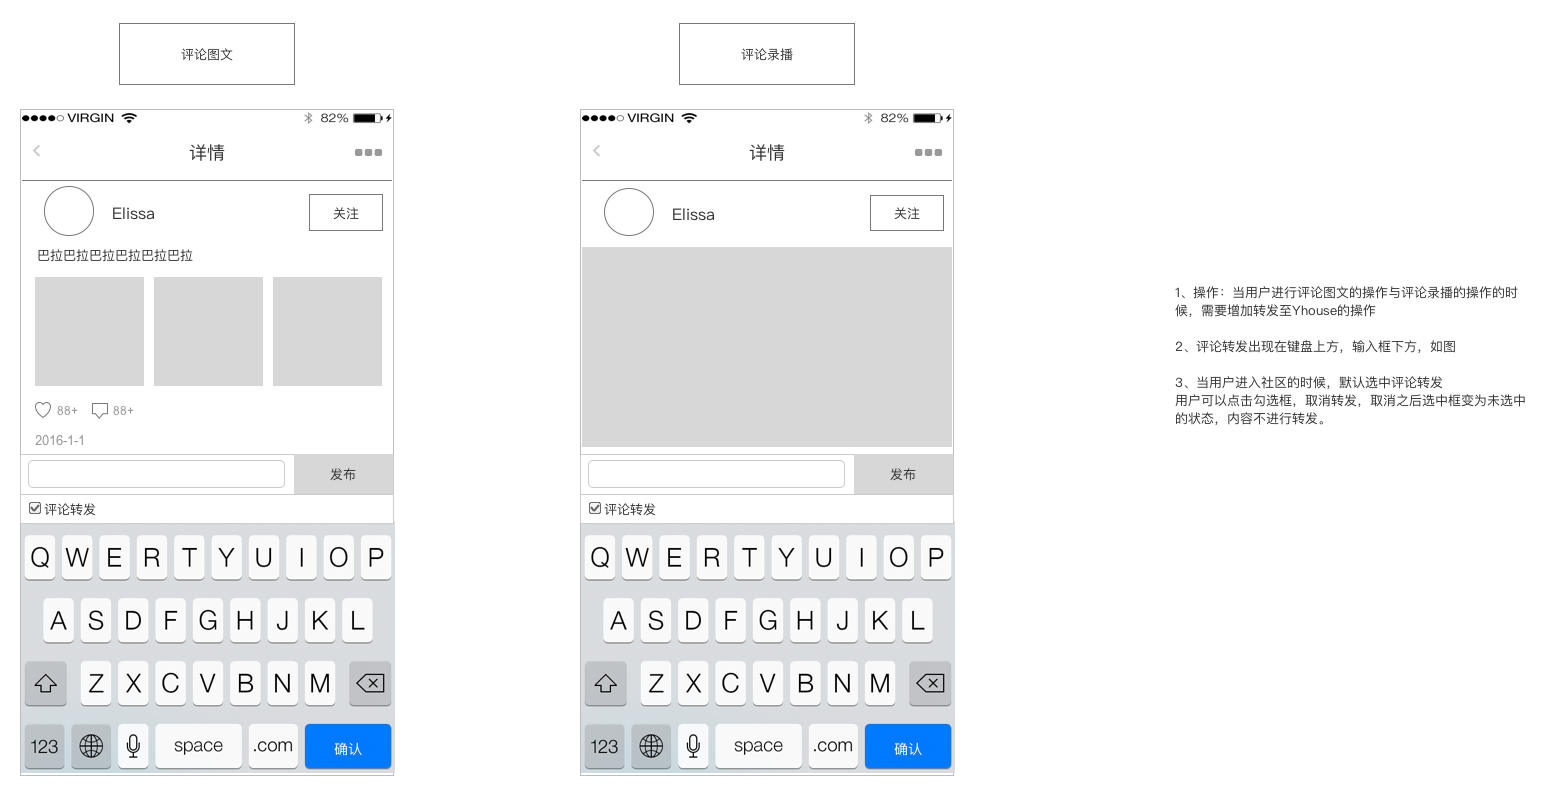 评论图文
评论录播
VIRGIN 82%
详情
Elissa
关注
巴拉巴拉巴拉巴拉巴拉巴拉
88+ 88+
2016-1-1
发布
评论转发
Q W E R T Y U I O P
A S D F G H J K L
Z X C V B N M
123 space .com 确认
VIRGIN 82%
详情
Elissa
关注
发布
评论转发
Q W E R T Y U I O P
A S D F G H J K L
Z X C V B N M
123 space .com 确认
1、操作：当用户进行评论图文的操作与评论录播的操作的时
候，需要增加转发至Yhouse的操作
2、评论转发出现在键盘上方，输入框下方，如图
3、当用户进入社区的时候，默认选中评论转发
用户可以点击勾选框，取消转发，取消之后选中框变为未选中
的状态，内容不进行转发。